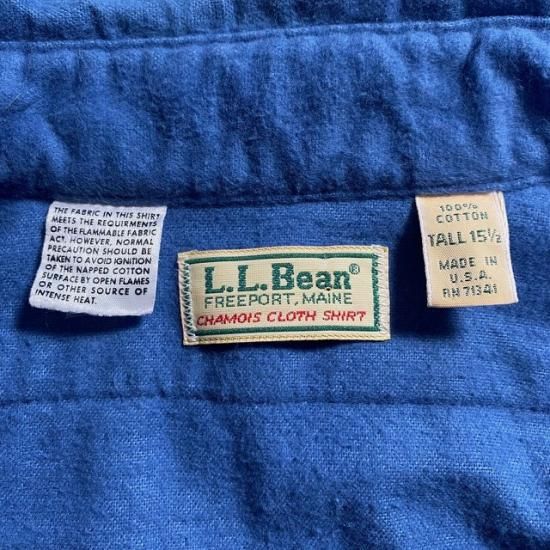 THE FABRIC IN THIS SHIRT
MEETS THE REQUIRMENTS
OF THE FLAMMABLE FABRIC
ACT, HOWEVER, NORMAL
PRECAUTION SHOULD BE
TAKEN TO AVOID IGNITION
OF THE NAPPED COTTON
SURFACE BY OPEN FLAMES
OR OTHER SOURCE OF
INTENSE HEAT.
L.L.Bean®
FREEPORT, MAINE
CHAMOIS CLOTH SHIRT
100%
COTTON
TALL 15½
MADE IN
U.S.A.
RN 71341